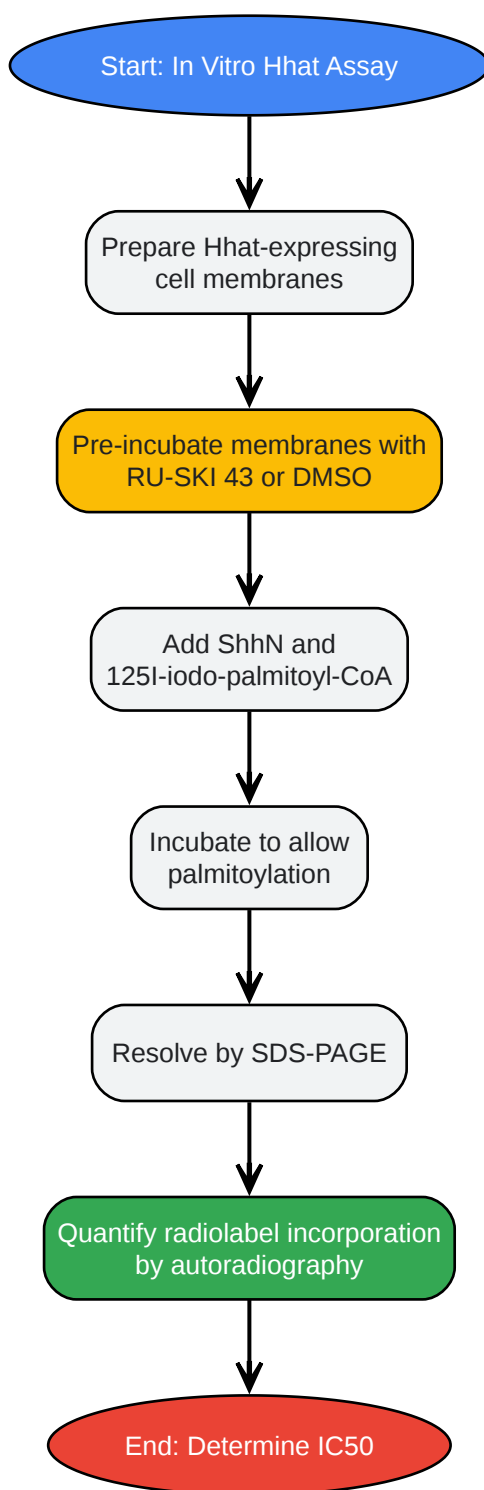 Start: In Vitro Hhat Assay
Prepare Hhat-expressing
cell membranes
Pre-incubate membranes with
RU-SKI 43 or DMSO
Add ShhN and
125I-iodo-palmitoyl-CoA
Incubate to allow
palmitoylation
Resolve by SDS-PAGE
Quantify radiolabel incorporation
by autoradiography
End: Determine IC50